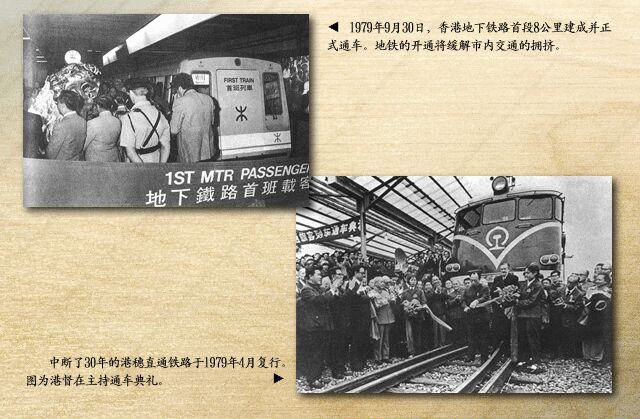 1979年9月30日，香港地下铁路首段8公里建成并正
式通车。地铁的开通将缓解市内交通的拥挤。
FIRST TRAIN
首班列車
1ST MTR PASSENGE
地下鐵路首班載客
中断了30年的港穗直通铁路于1979年4月复行。
图为港督在主持通车典礼。